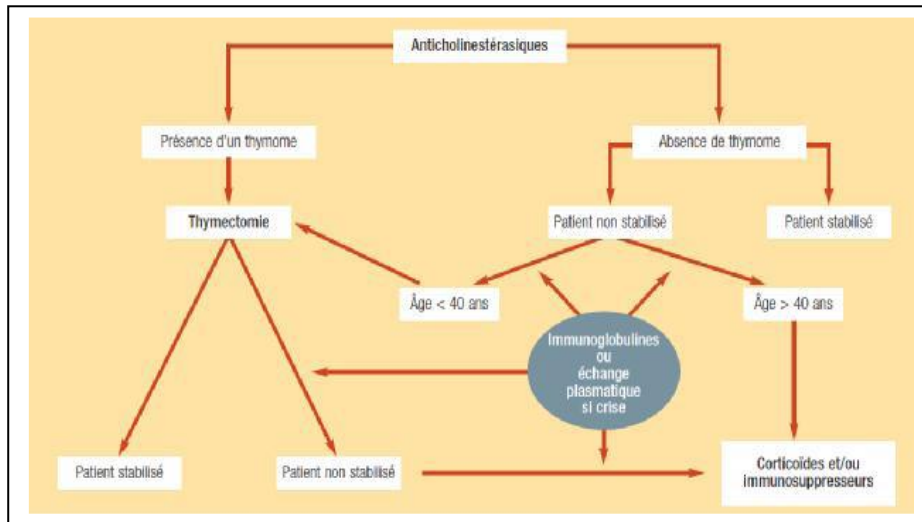 Anticholinestérasiques
Présence d'un thymome
Absence de thymome
Thymectomie
Patient non stabilisé
Patient stabilisé
Âge < 40 ans
Âge > 40 ans
Immunoglobulines
ou
échange
plasmatique
si crise
Patient stabilisé
Patient non stabilisé
Corticoïdes et/ou
immunosuppresseurs